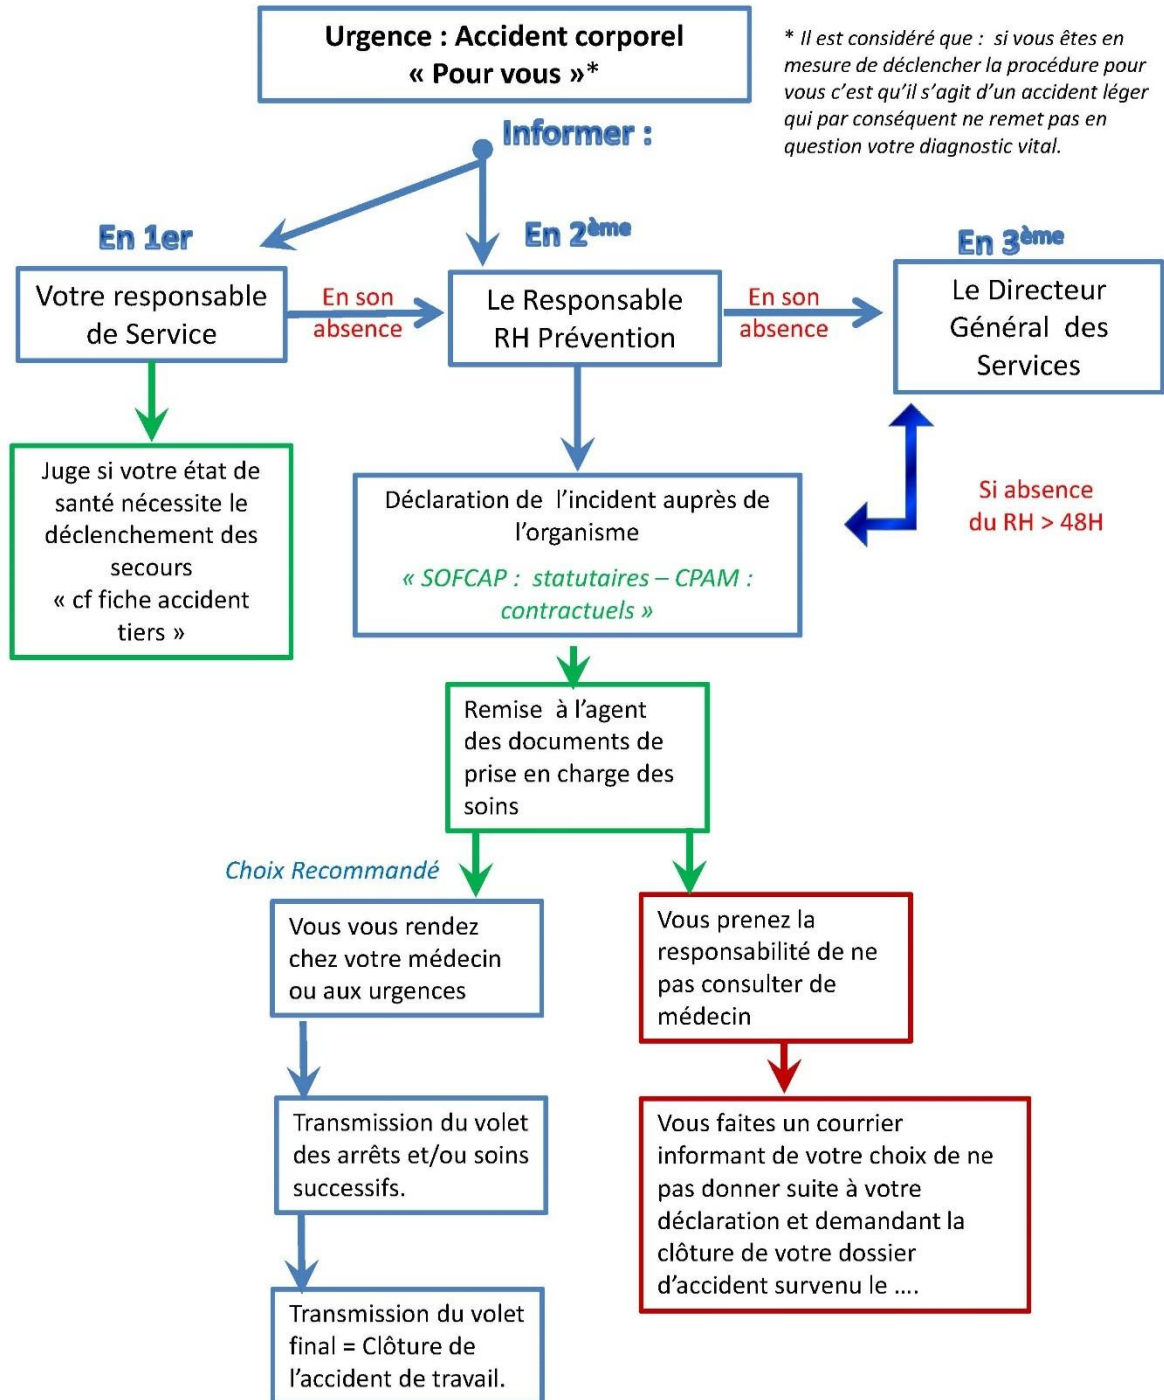 Urgence : Accident corporel
« Pour vous »*
* Il est considéré que : si vous êtes en
mesure de déclencher la procédure pour
vous c'est qu'il s'agit d'un accident léger
qui par conséquent ne remet pas en
question votre diagnostic vital.
Informer :
En 1er
En 2ème
En 3ème
Votre responsable
de Service
En son
absence
Le Responsable
RH Prévention
En son
absence
Le Directeur
Général des
Services
Juge si votre état de
santé nécessite le
déclenchement des
secours
« cf fiche accident
tiers »
Déclaration de l'incident auprès de
l'organisme
« SOFCAP : statutaires – CPAM :
contractuels »
Si absence
du RH > 48H
Remise à l'agent
des documents de
prise en charge des
soins
Choix Recommandé
Vous vous rendez
chez votre médecin
ou aux urgences
Vous prenez la
responsabilité de ne
pas consulter de
médecin
Transmission du volet
des arrêts et/ou soins
successifs.
Vous faites un courrier
informant de votre choix de ne
pas donner suite à votre
déclaration et demandant la
clôture de votre dossier
d'accident survenu le ....
Transmission du volet
final = Clôture de
l'accident de travail.